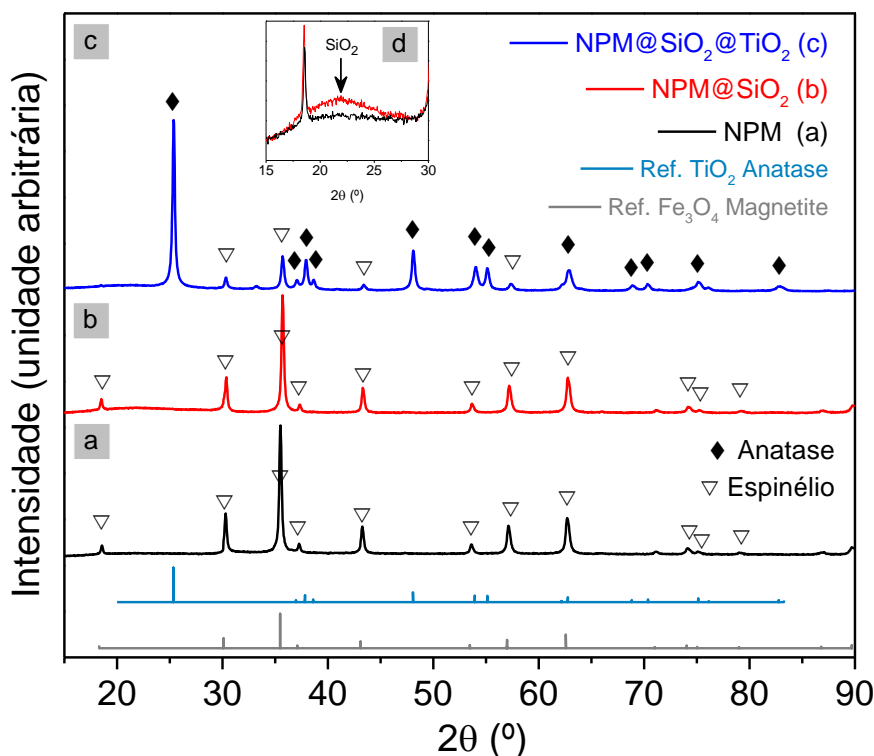 c
d
SiO₂
15 20 25 30
2θ (º)
NPM@SiO₂@TiO₂ (c)
NPM@SiO₂ (b)
NPM (a)
Ref. TiO₂ Anatase
Ref. Fe₃O₄ Magnetite
b
a
Anatase
Espinélio
Intensidade (unidade arbitrária)
20 30 40 50 60 70 80 90
2θ (º)